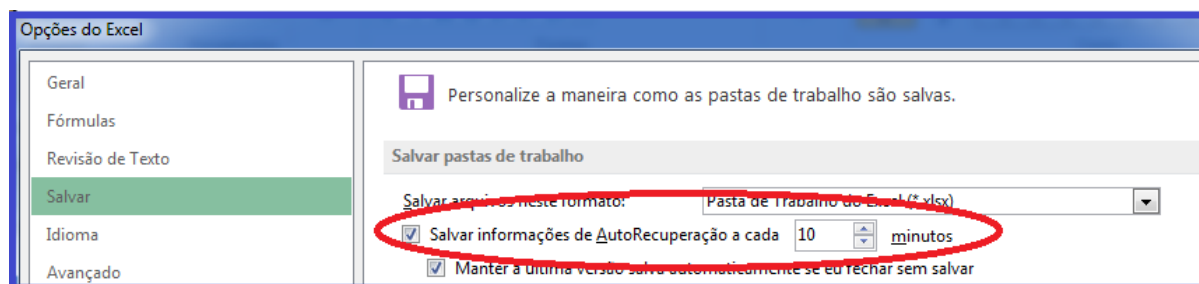 Opções do Excel
Geral
Fórmulas
Revisão de Texto
Salvar
Idioma
Avançado
Personalize a maneira como as pastas de trabalho são salvas.
Salvar pastas de trabalho
Salvar arquivos neste formato: Pasta de Trabalho do Excel (*.xlsx)
Salvar informações de AutoRecuperação a cada 10 minutos
Manter a última versão salva automaticamente se eu fechar sem salvar